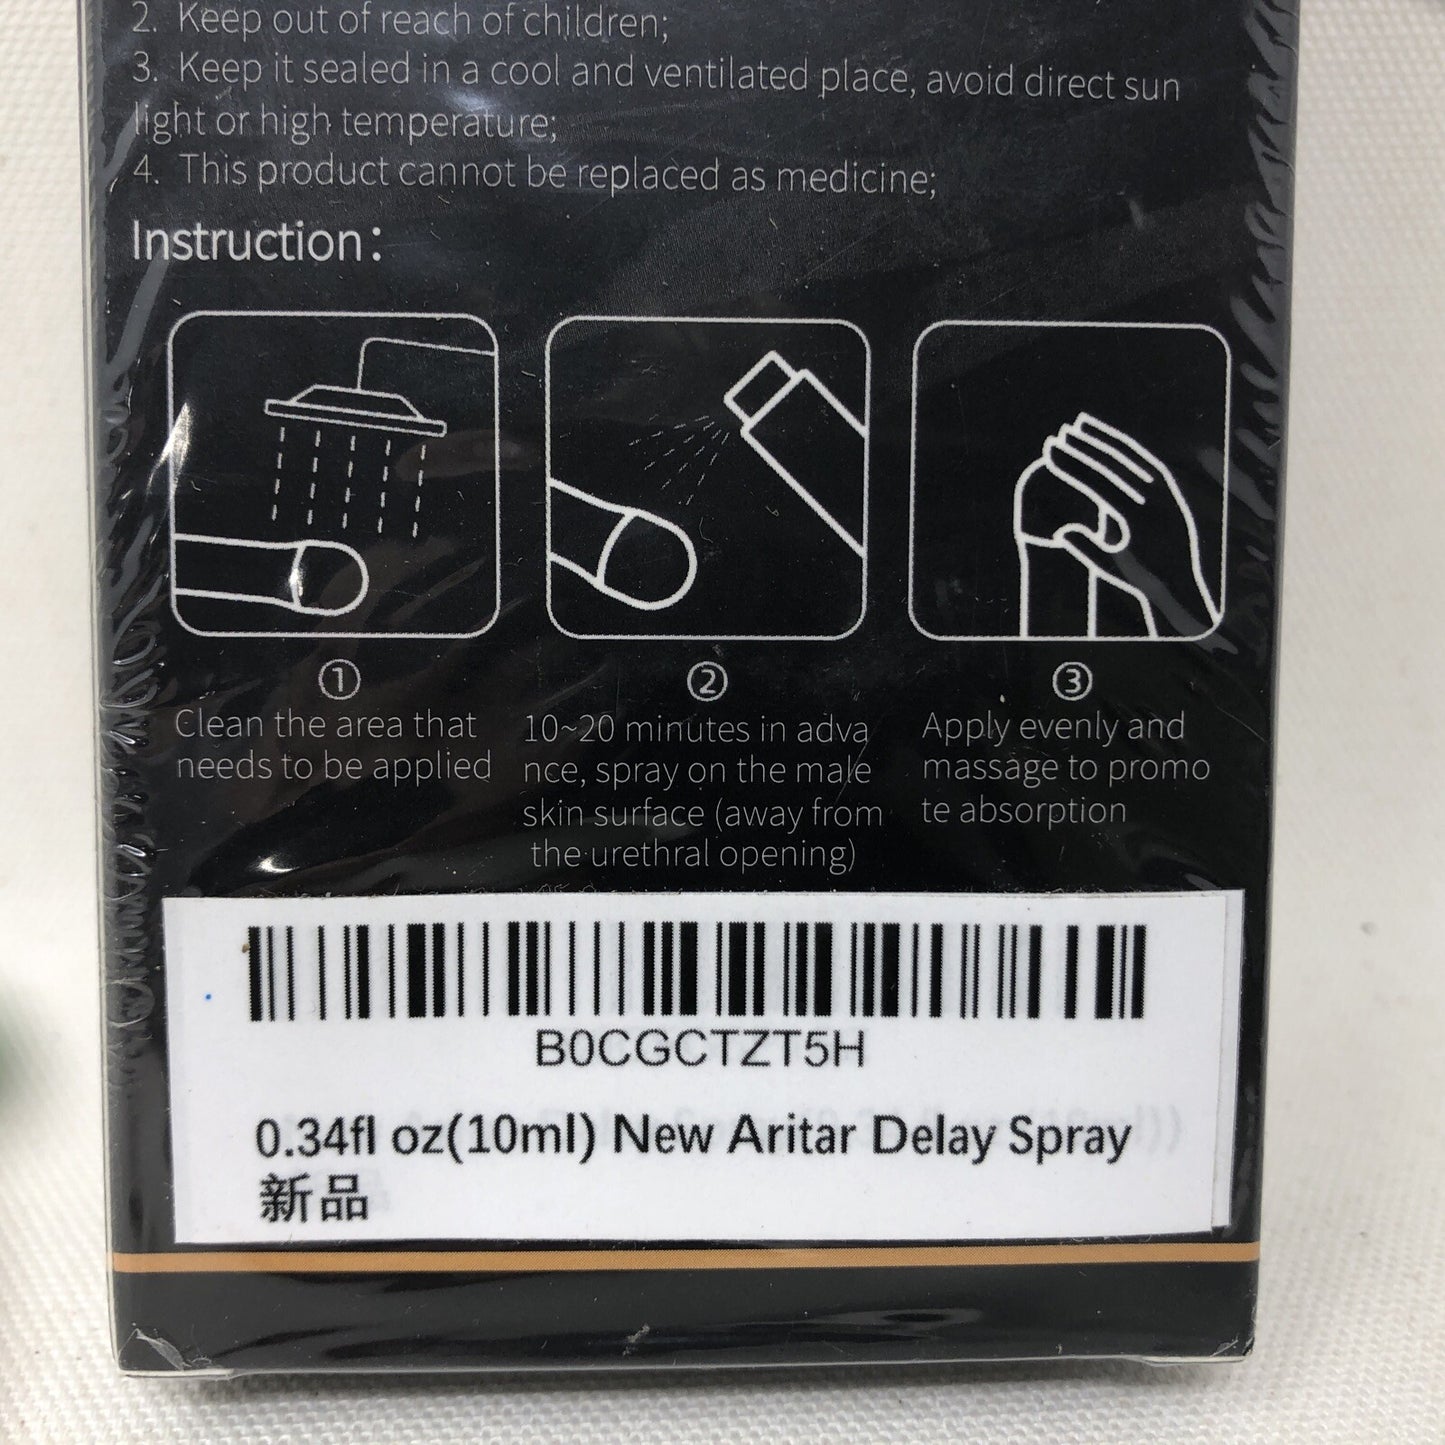 2. Keep out of reach of children;
3. Keep it sealed in a cool and ventilated place, avoid direct sun
light or high temperature;
4. This product cannot be replaced as medicine;
Instruction:
①
Clean the area that
needs to be applied
②
10~20 minutes in adva
nce, spray on the male
skin surface (away from
the urethral opening)
③
Apply evenly and
massage to promo
te absorption
B0CGCTZT5H
0.34fl oz(10ml) New Aritar Delay Spray
新品